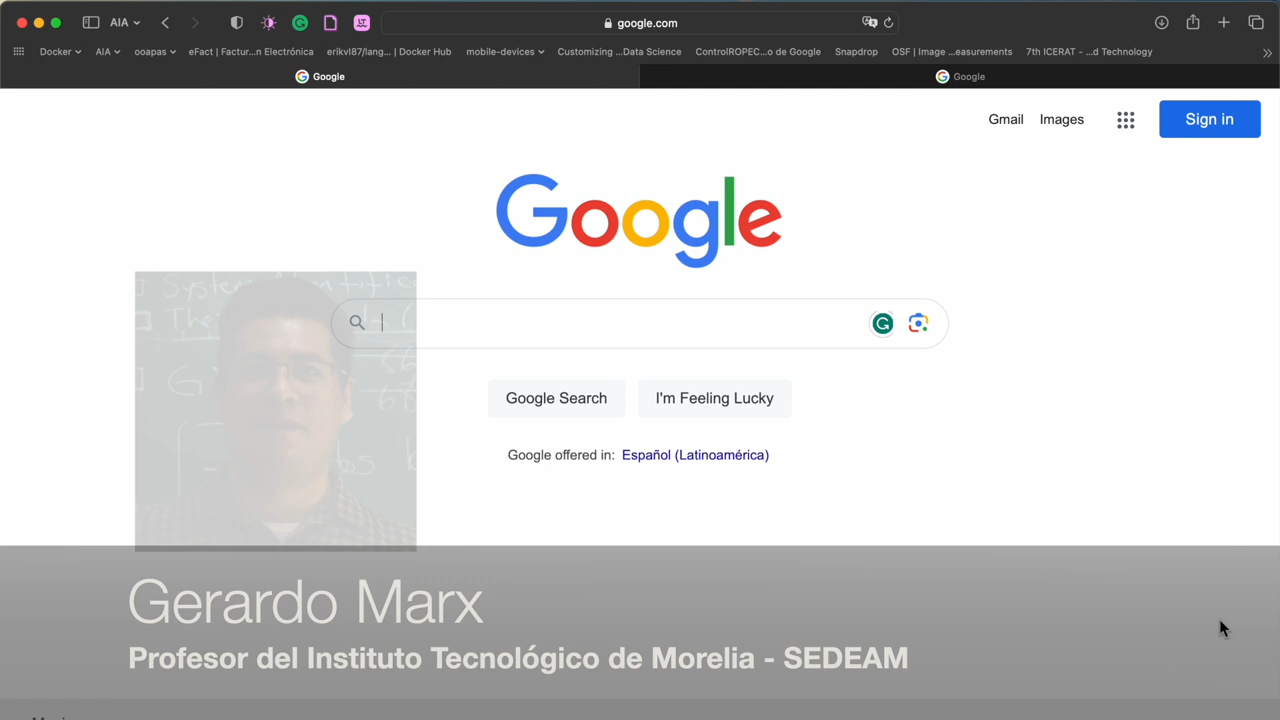 AIA
google.com
Docker AIA ooapas eFact | Factur...n Electrónica erikvl87/lang... | Docker Hub mobile-devices Customizing ...Data Science ControlROPEC...o de Google Snapdrop OSF | Image ...easurements 7th ICERAT - ...d Technology
Google Google
Gmail Images Sign in
Google
Google Search I'm Feeling Lucky
Google offered in: Español (Latinoamérica)
Gerardo Marx
Profesor del Instituto Tecnológico de Morelia - SEDEAM